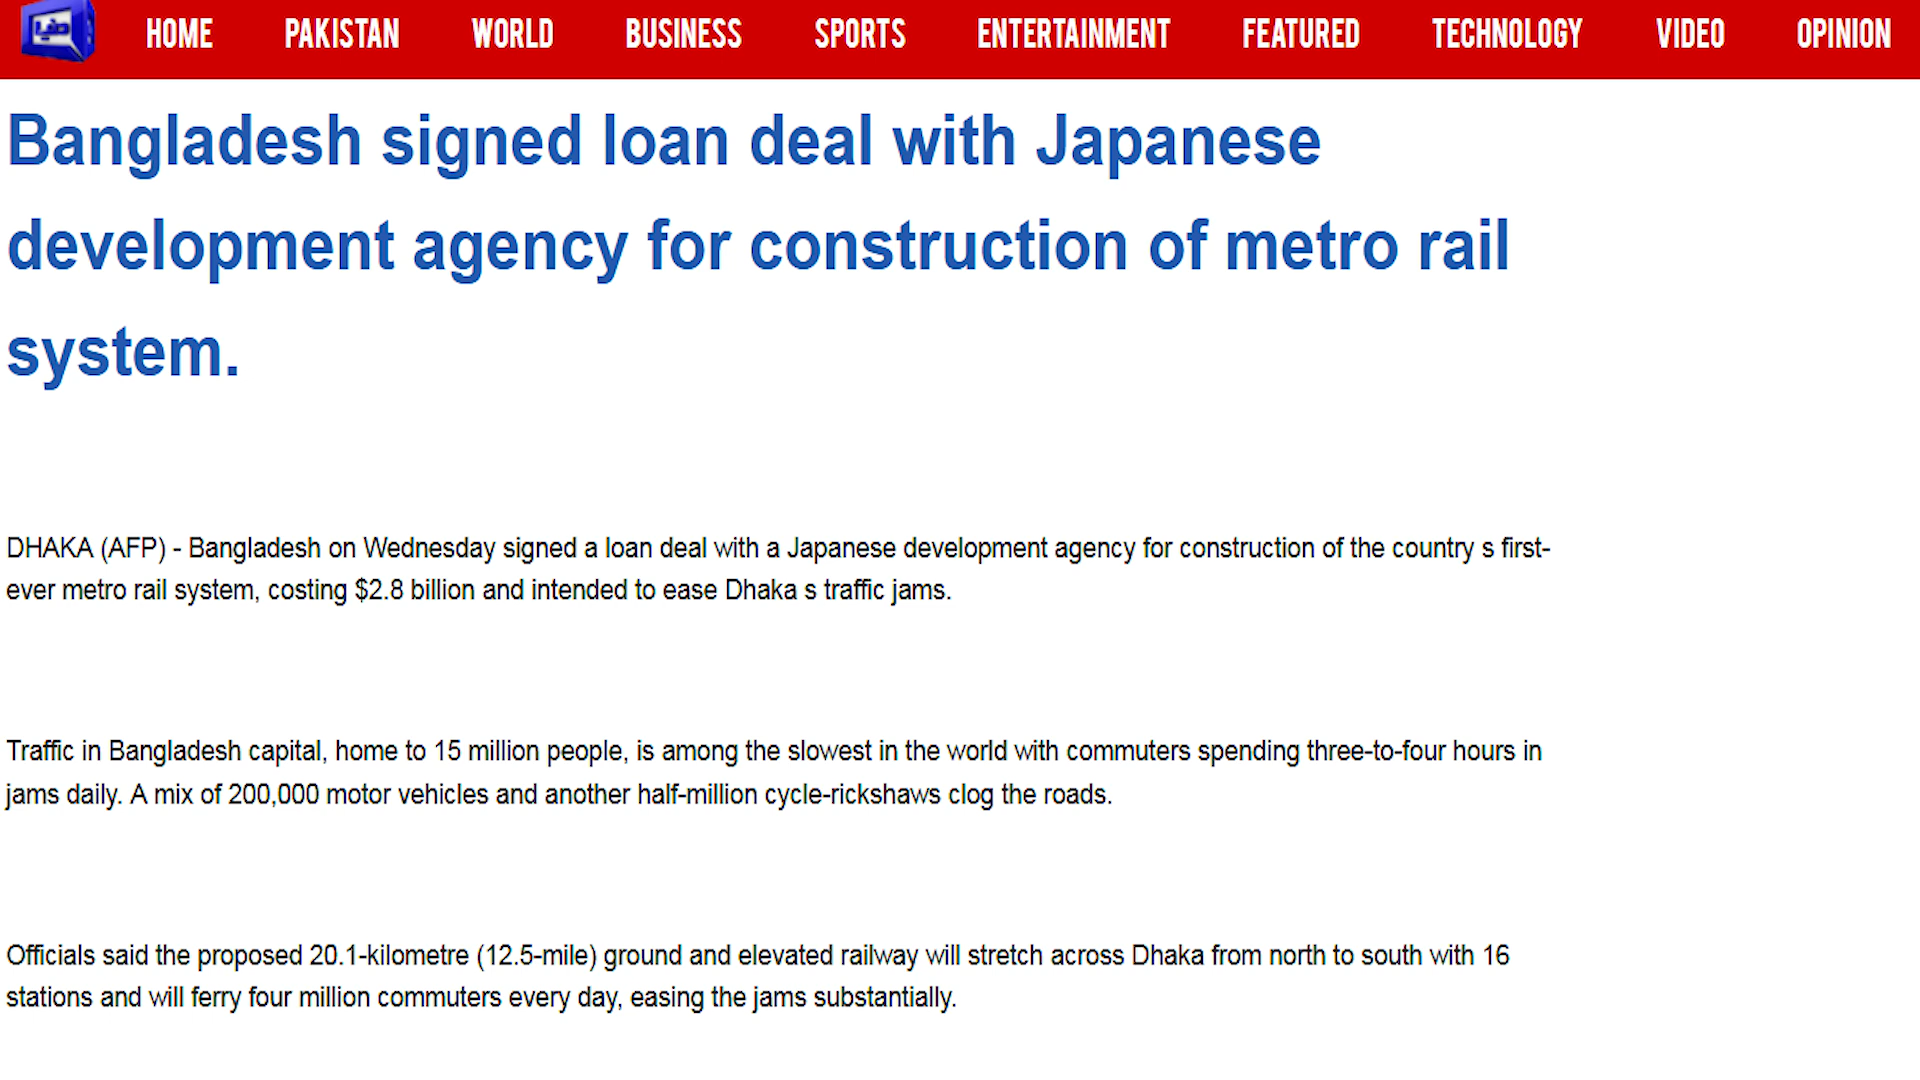 دنیا HOME PAKISTAN WORLD BUSINESS SPORTS ENTERTAINMENT FEATURED TECHNOLOGY VIDEO OPINION
Bangladesh signed loan deal with Japanese
development agency for construction of metro rail
system.
DHAKA (AFP) - Bangladesh on Wednesday signed a loan deal with a Japanese development agency for construction of the country s first-
ever metro rail system, costing $2.8 billion and intended to ease Dhaka s traffic jams.
Traffic in Bangladesh capital, home to 15 million people, is among the slowest in the world with commuters spending three-to-four hours in
jams daily. A mix of 200,000 motor vehicles and another half-million cycle-rickshaws clog the roads.
Officials said the proposed 20.1-kilometre (12.5-mile) ground and elevated railway will stretch across Dhaka from north to south with 16
stations and will ferry four million commuters every day, easing the jams substantially.